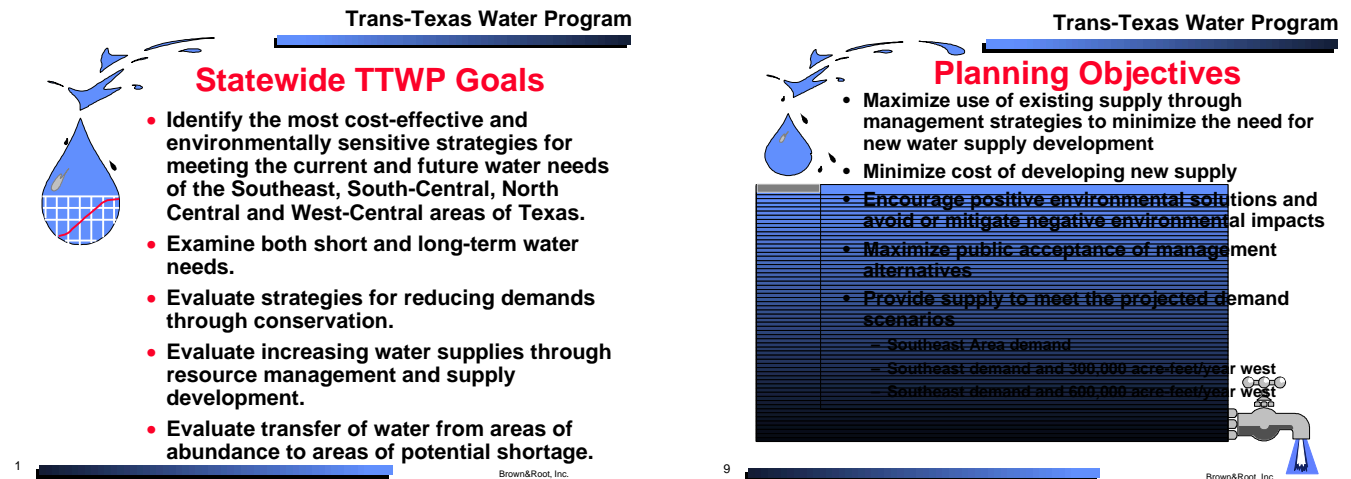 Trans-Texas Water Program
Statewide TTWP Goals
• Identify the most cost-effective and
environmentally sensitive strategies for
meeting the current and future water needs
of the Southeast, South-Central, North
Central and West-Central areas of Texas.
• Examine both short and long-term water
needs.
• Evaluate strategies for reducing demands
through conservation.
• Evaluate increasing water supplies through
resource management and supply
development.
• Evaluate transfer of water from areas of
abundance to areas of potential shortage.
1
Brown&Root, Inc.
Trans-Texas Water Program
Planning Objectives
• Maximize use of existing supply through
management strategies to minimize the need for
new water supply development
• Minimize cost of developing new supply
• Encourage positive environmental solutions and
avoid or mitigate negative environmental impacts
• Maximize public acceptance of management
alternatives
• Provide supply to meet the projected demand
scenarios
– Southeast Area demand
– Southeast demand and 300,000 acre-feet/year west
– Southeast demand and 600,000 acre-feet/year west
9
Brown&Root, Inc.